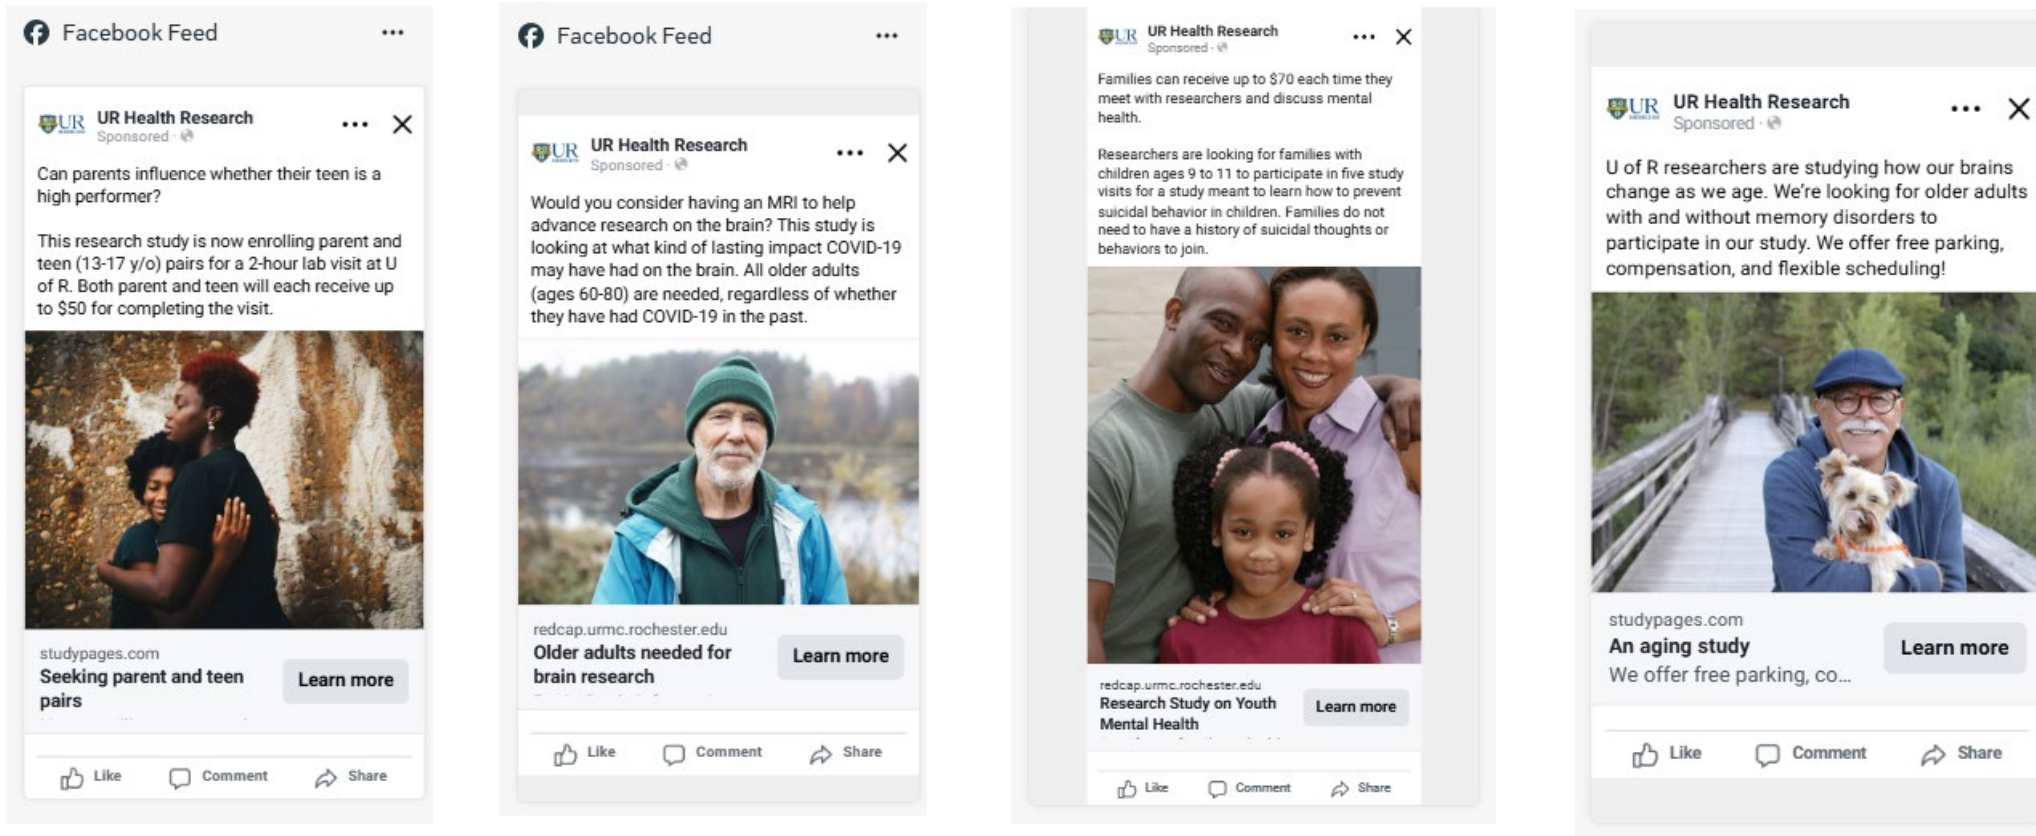 Facebook Feed
UR
UR Health Research
Sponsored ·
Can parents influence whether their teen is a
high performer?
This research study is now enrolling parent and
teen (13-17 y/o) pairs for a 2-hour lab visit at U
of R. Both parent and teen will each receive up
to $50 for completing the visit.
studypages.com
Seeking parent and teen
pairs
Learn more
Like
Comment
Share
Facebook Feed
UR
UR Health Research
Sponsored ·
Would you consider having an MRI to help
advance research on the brain? This study is
looking at what kind of lasting impact COVID-19
may have had on the brain. All older adults
(ages 60-80) are needed, regardless of whether
they have had COVID-19 in the past.
redcap.urmc.rochester.edu
Older adults needed for
brain research
Learn more
Like
Comment
Share
UR
UR Health Research
Sponsored ·
Families can receive up to $70 each time they
meet with researchers and discuss mental
health.
Researchers are looking for families with
children ages 9 to 11 to participate in five study
visits for a study meant to learn how to prevent
suicidal behavior in children. Families do not
need to have a history of suicidal thoughts or
behaviors to join.
redcap.urmc.rochester.edu
Research Study on Youth
Mental Health
Learn more
Like
Comment
Share
UR
MEDICINE
UR Health Research
Sponsored ·
U of R researchers are studying how our brains
change as we age. We're looking for older adults
with and without memory disorders to
participate in our study. We offer free parking,
compensation, and flexible scheduling!
studypages.com
An aging study
We offer free parking, co...
Learn more
Like
Comment
Share